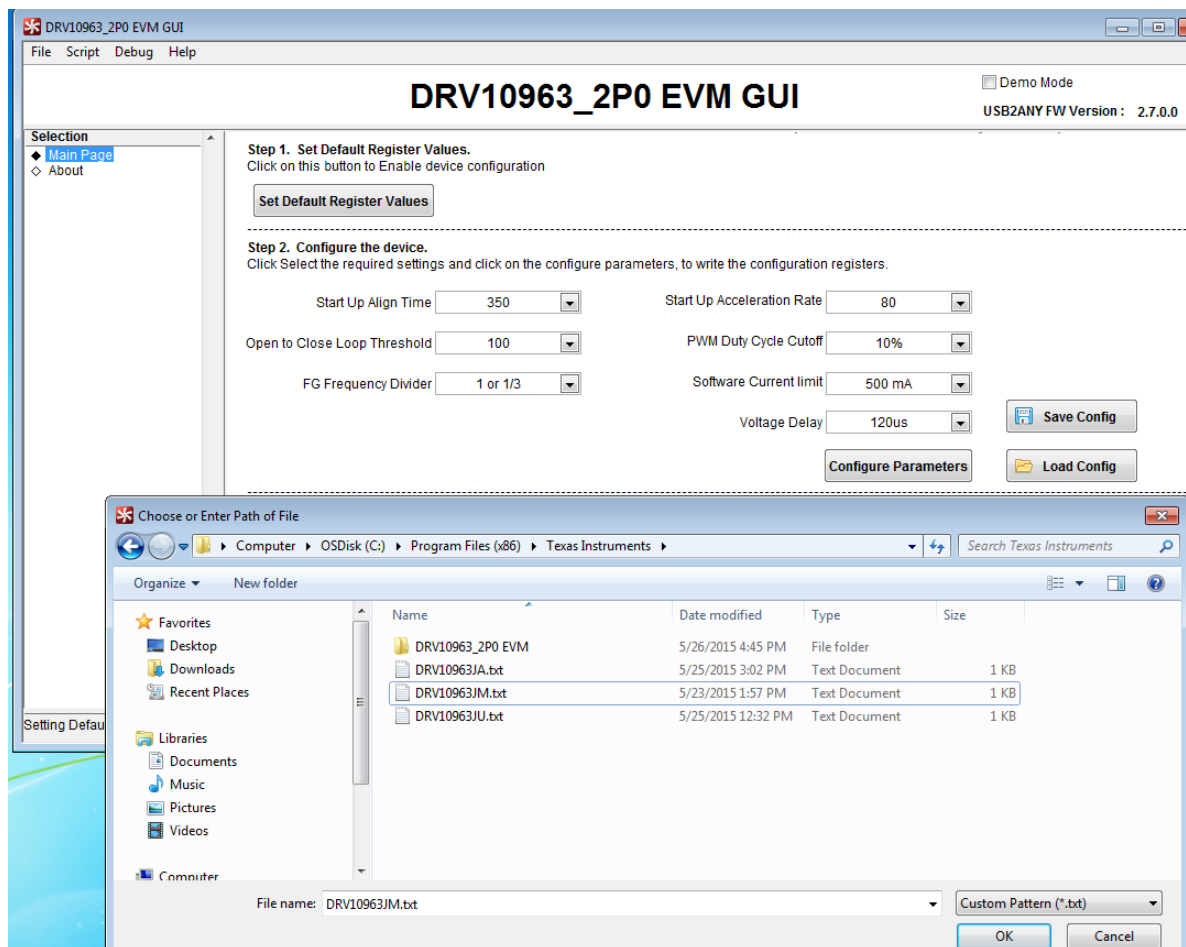 DRV10963_2P0 EVM GUI
File Script Debug Help
DRV10963_2P0 EVM GUI
Demo Mode
USB2ANY FW Version : 2.7.0.0
Selection
Main Page
About
Step 1. Set Default Register Values.
Click on this button to Enable device configuration
Set Default Register Values
Step 2. Configure the device.
Click Select the required settings and click on the configure parameters, to write the configuration registers.
Start Up Align Time 350 Start Up Acceleration Rate 80
Open to Close Loop Threshold 100 PWM Duty Cycle Cutoff 10%
FG Frequency Divider 1 or 1/3 Software Current limit 500 mA
Voltage Delay 120us Save Config
Configure Parameters Load Config
Setting Defau
Choose or Enter Path of File
Computer OSDisk (C:) Program Files (x86) Texas Instruments Search Texas Instruments
Organize New folder
Name Date modified Type Size
Favorites
Desktop
Downloads
Recent Places
Libraries
Documents
Music
Pictures
Videos
Computer
DRV10963_2P0 EVM 5/26/2015 4:45 PM File folder
DRV10963JA.txt 5/25/2015 3:02 PM Text Document 1 KB
DRV10963JM.txt 5/23/2015 1:57 PM Text Document 1 KB
DRV10963JU.txt 5/25/2015 12:32 PM Text Document 1 KB
File name: DRV10963JM.txt Custom Pattern (*.txt)
OK Cancel